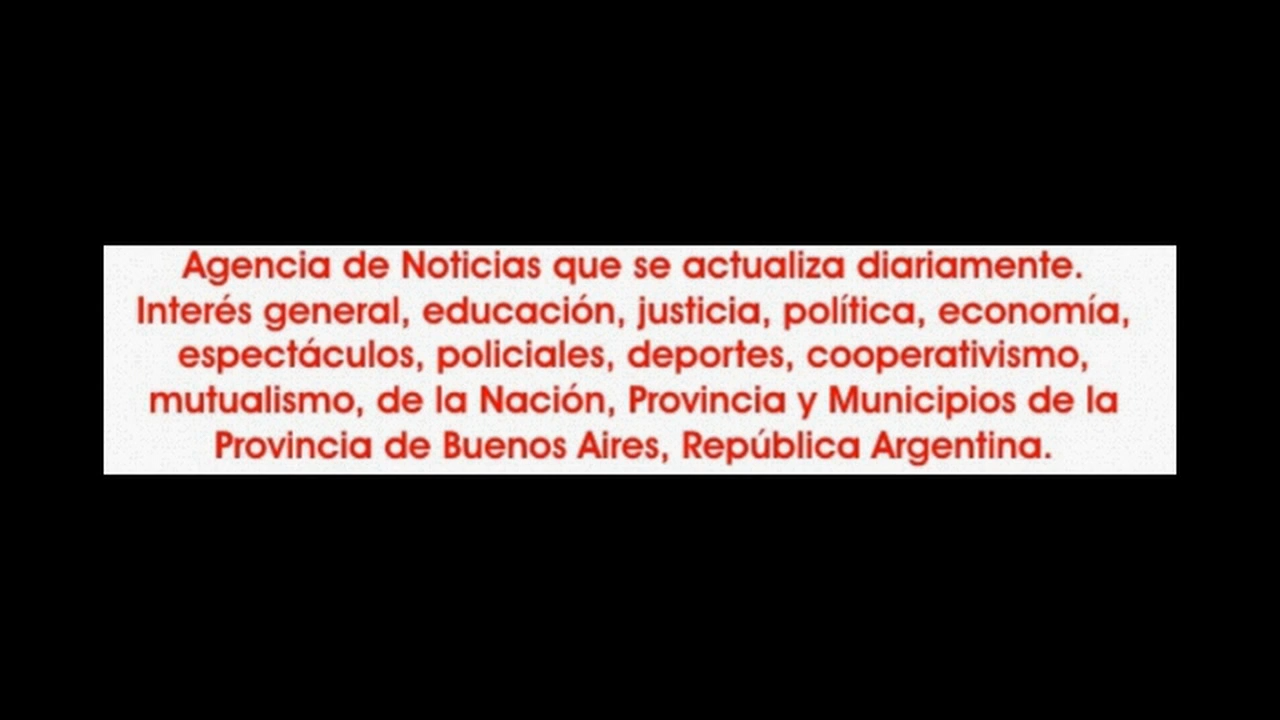 Agencia de Noticias que se actualiza diariamente.
Interés general, educación, justicia, política, economía,
espectáculos, policiales, deportes, cooperativismo,
mutualismo, de la Nación, Provincia y Municipios de la
Provincia de Buenos Aires, República Argentina.